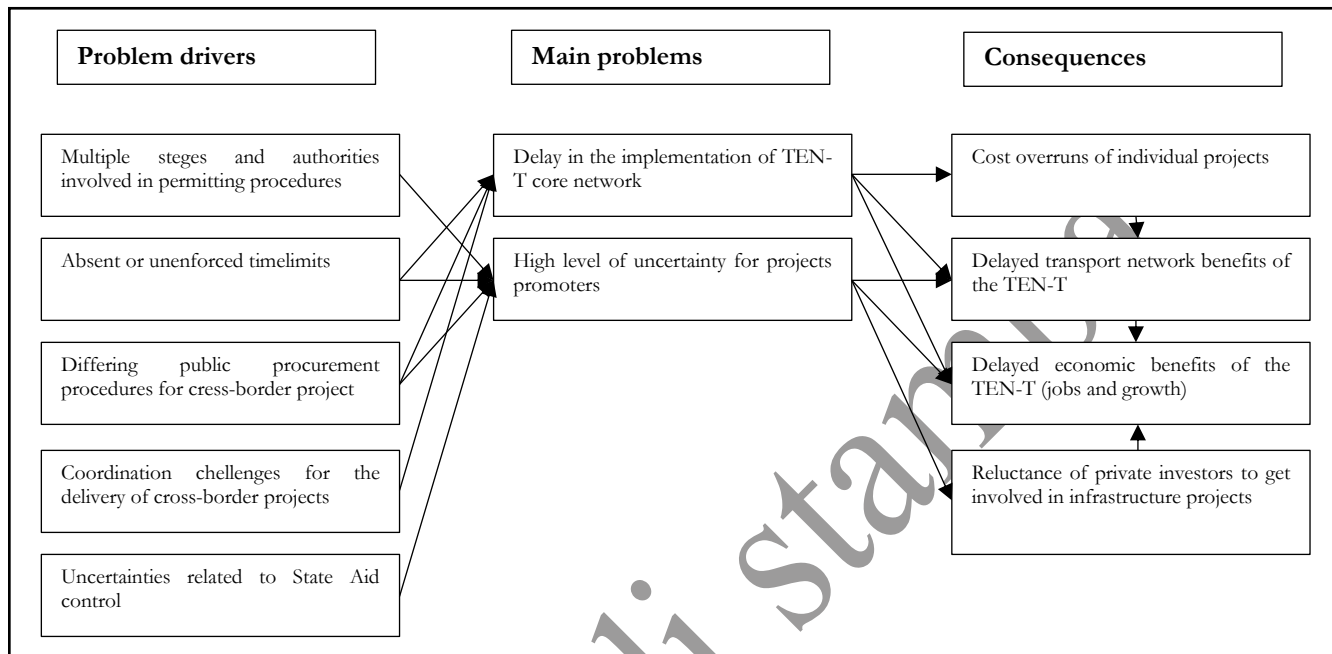 Problem drivers
Main problems
Consequences
Multiple steges and authorities
involved in permitting procedures
Absent or unenforced timelimits
Differing public procurement
procedures for cress-border project
Coordination chellenges for the
delivery of cross-border projects
Uncertainties related to State Aid
control
Delay in the implementation of TEN-
T core network
High level of uncertainty for projects
promoters
Cost overruns of individual projects
Delayed transport network benefits of
the TEN-T
Delayed economic benefits of the
TEN-T (jobs and growth)
Reluctance of private investors to get
involved in infrastructure projects
di stampa